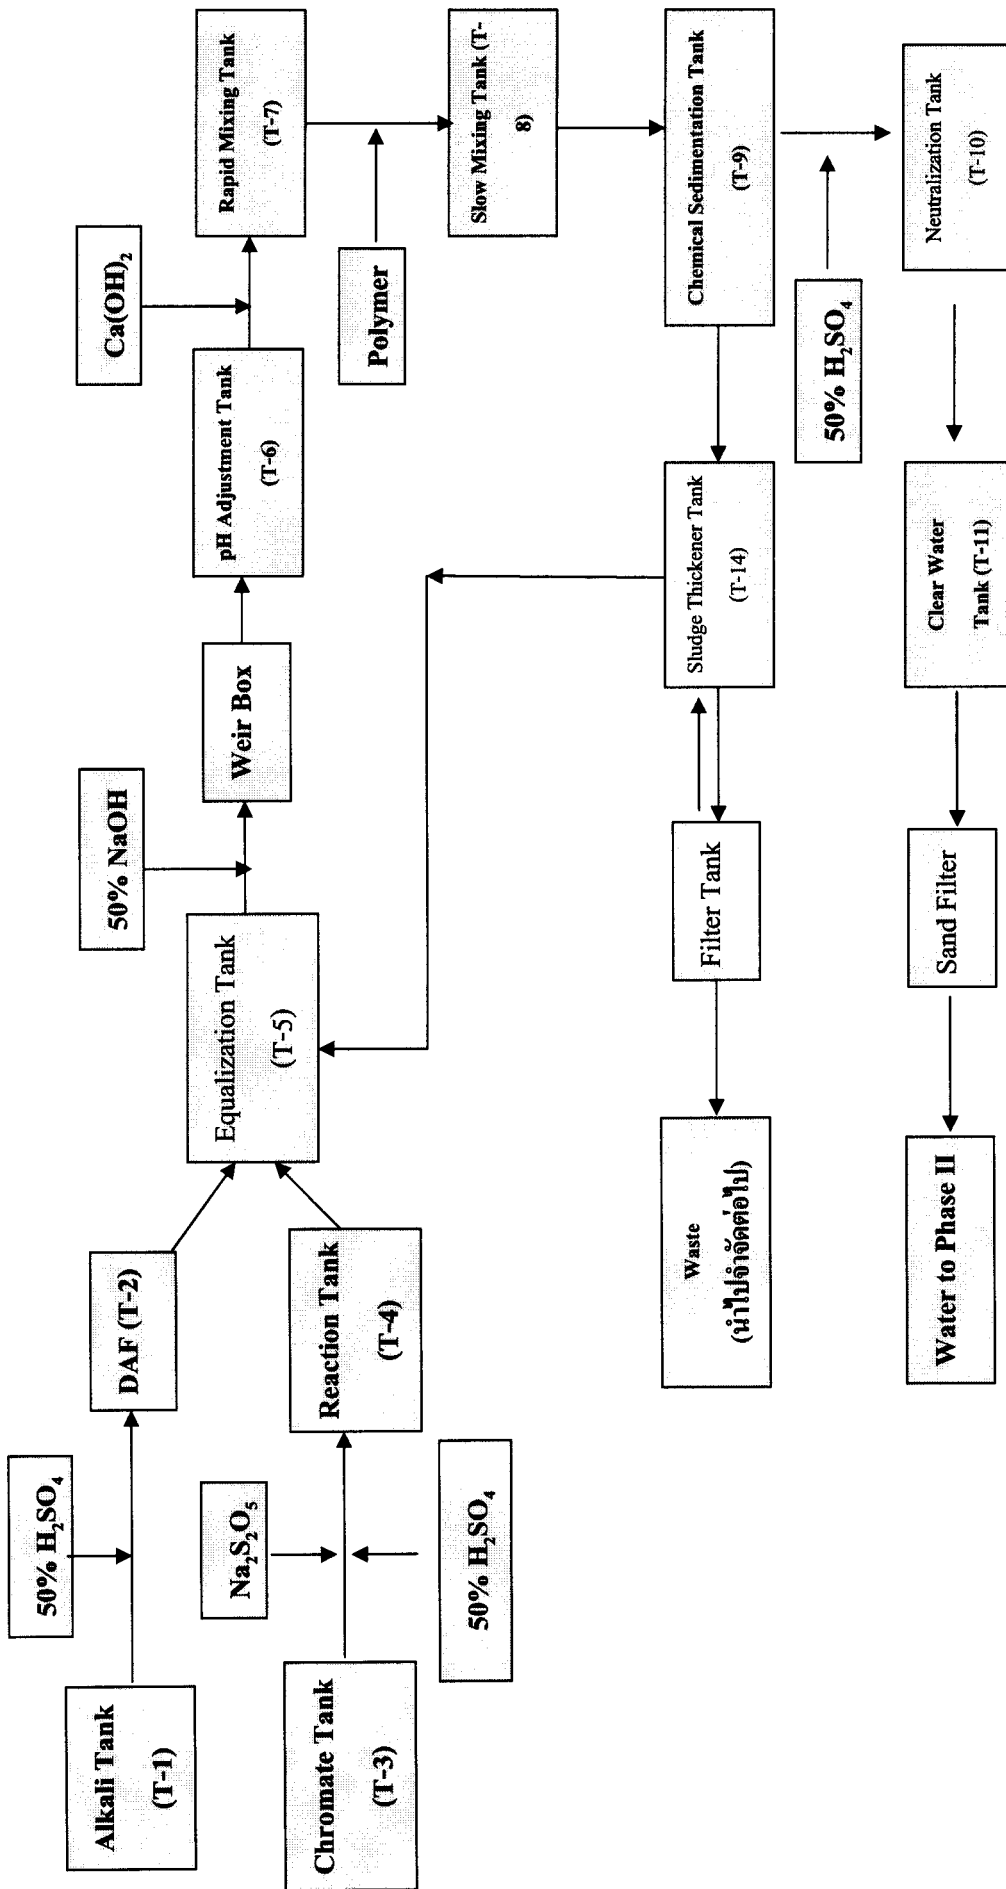 50% H₂SO₄
Alkali Tank
(T-1)
DAF (T-2)
Na₂S₂O₅
Chromate Tank
(T-3)
50% H₂SO₄
Reaction Tank
(T-4)
Equalization Tank
(T-5)
50% NaOH
Weir Box
pH Adjustment Tank
(T-6)
Ca(OH)₂
Rapid Mixing Tank
(T-7)
Polymer
Slow Mixing Tank (T-
8)
Chemical Sedimentation Tank
(T-9)
Sludge Thickener Tank
(T-14)
Filter Tank
Waste
(นำไปกำจัดต่อไป)
50% H₂SO₄
Neutralization Tank
(T-10)
Clear Water
Tank (T-11)
Sand Filter
Water to Phase II